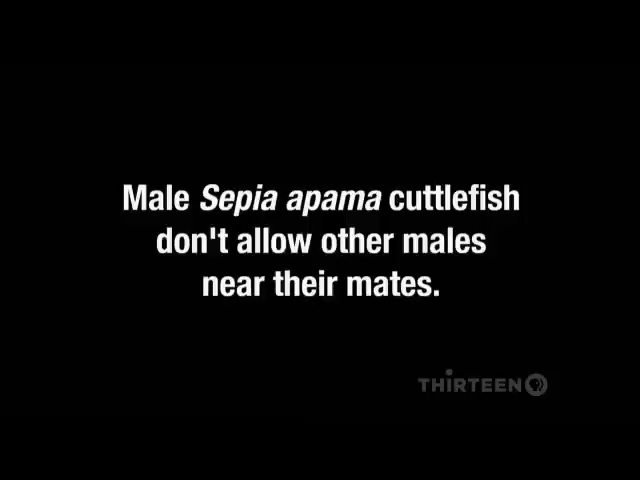 Male Sepia apama cuttlefish
don't allow other males
near their mates.
THIRTEEN